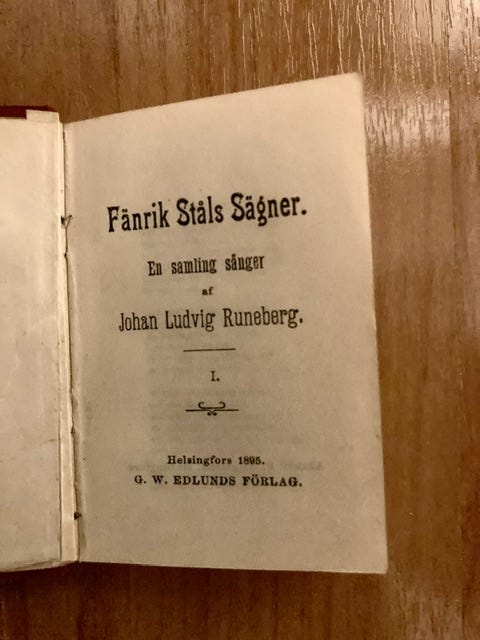 Fänrik Ståls Sägner.
En samling sånger
af
Johan Ludvig Runeberg.
I.
Helsingfors 1895.
G. W. EDLUNDS FÖRLAG.